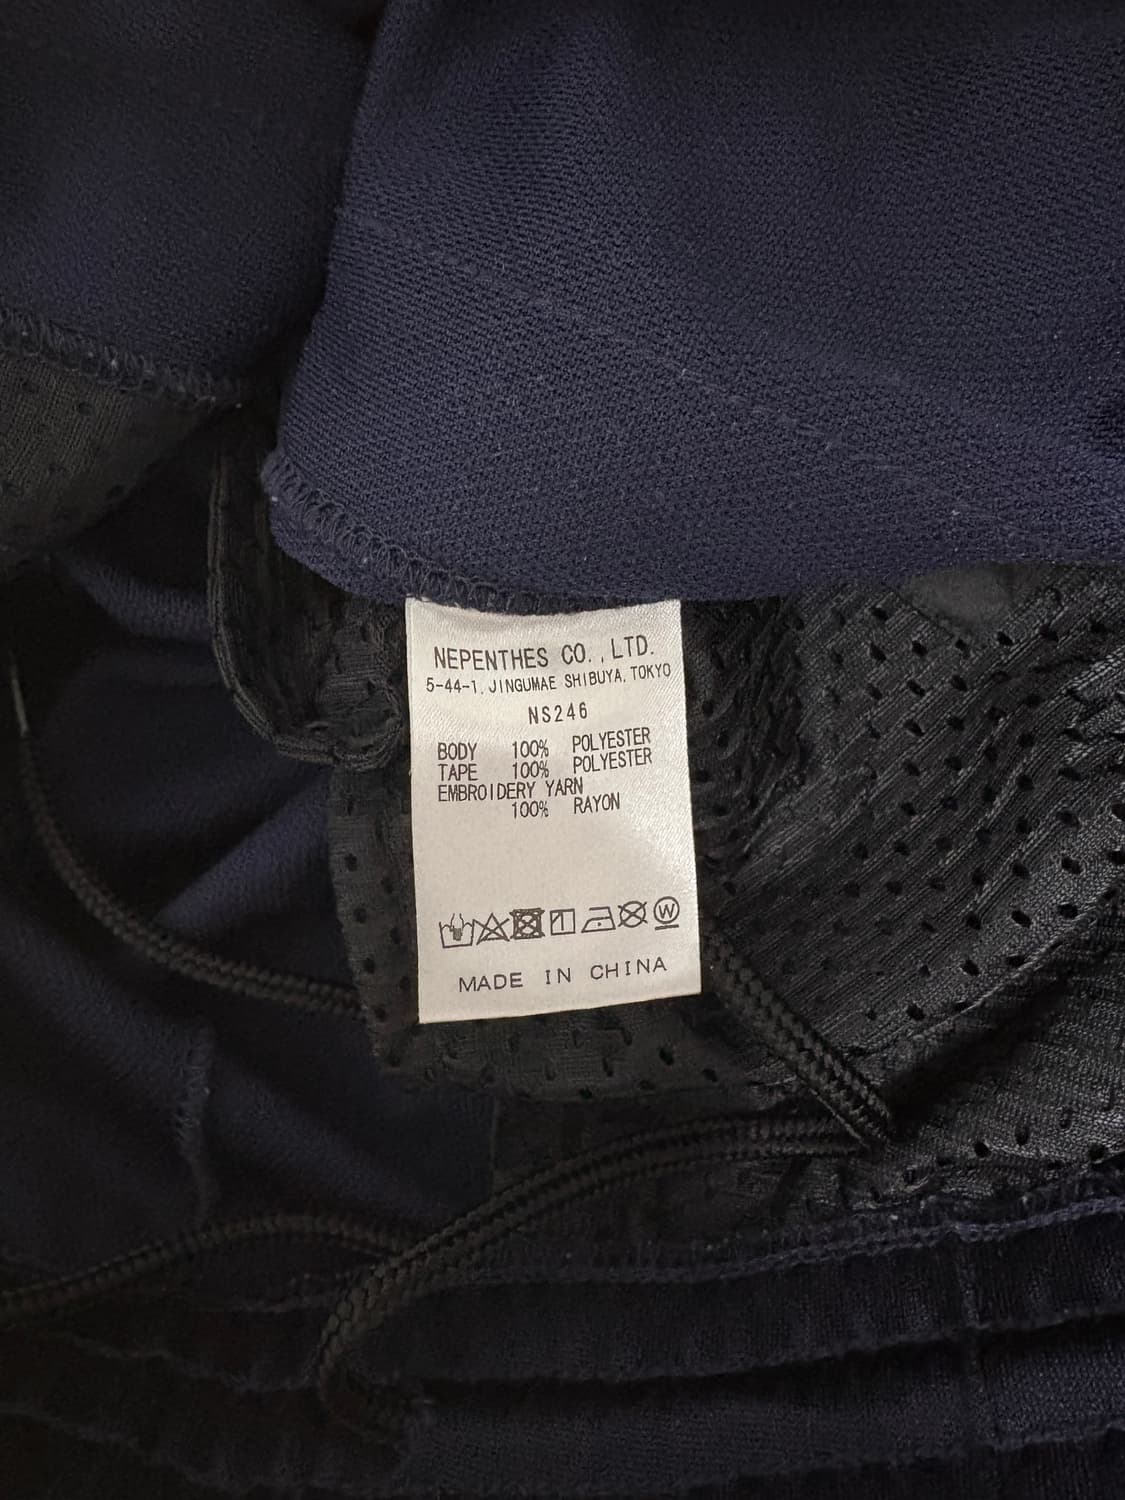 NEPENTHES CO.,LTD.
5-44-1, JINGUMAE SHIBUYA, TOKYO
NS246
BODY 100% POLYESTER
TAPE 100% POLYESTER
EMBROIDERY YARN
100% RAYON
W
MADE IN CHINA